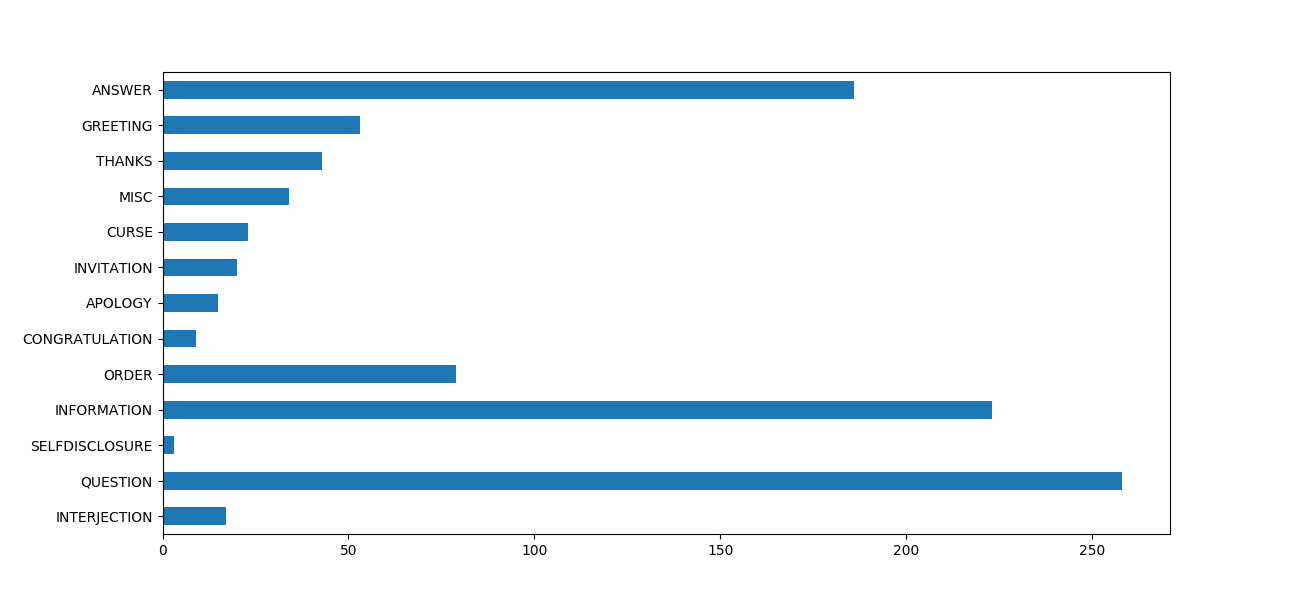 ANSWER
GREETING
THANKS
MISC
CURSE
INVITATION
APOLOGY
CONGRATULATION
ORDER
INFORMATION
SELFDISCLOSURE
QUESTION
INTERJECTION
0 50 100 150 200 250